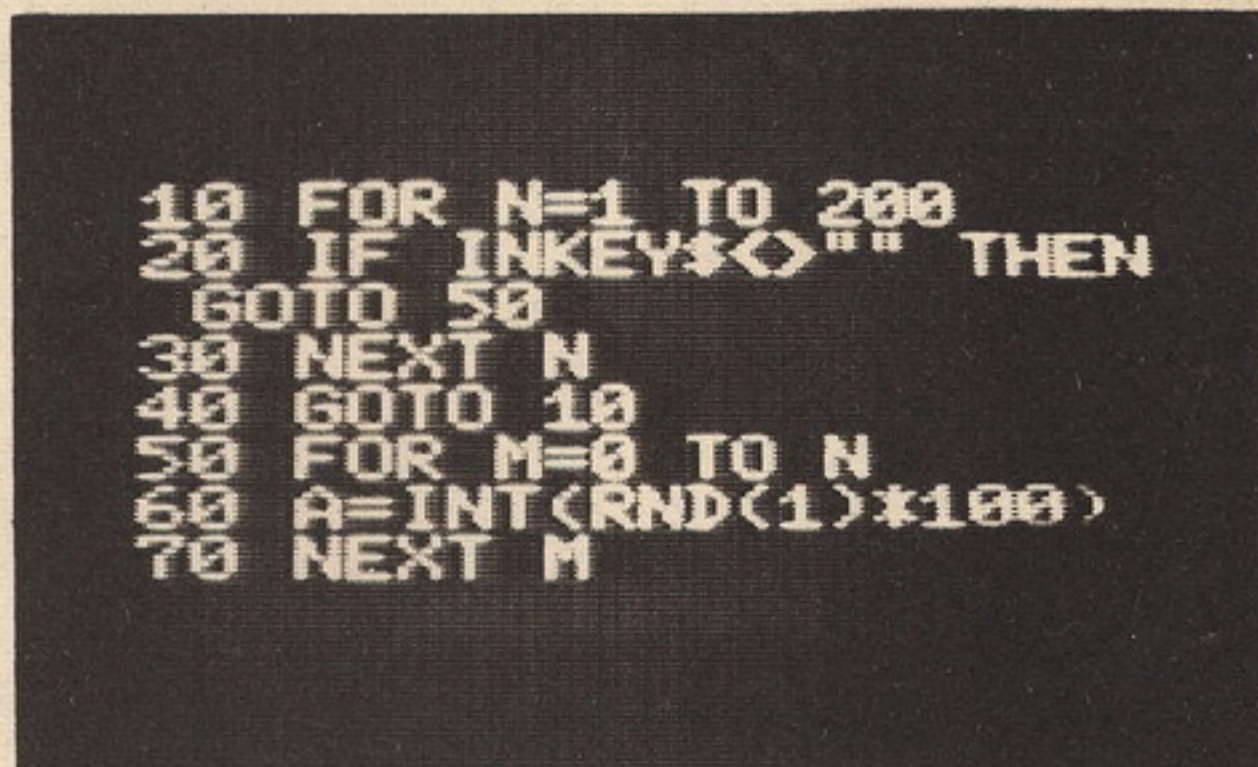 10 FOR N=1 TO 200
20 IF INKEY$<>"" THEN
GOTO 50
30 NEXT N
40 GOTO 10
50 FOR M=0 TO N
60 A=INT(RND(1)*100)
70 NEXT M